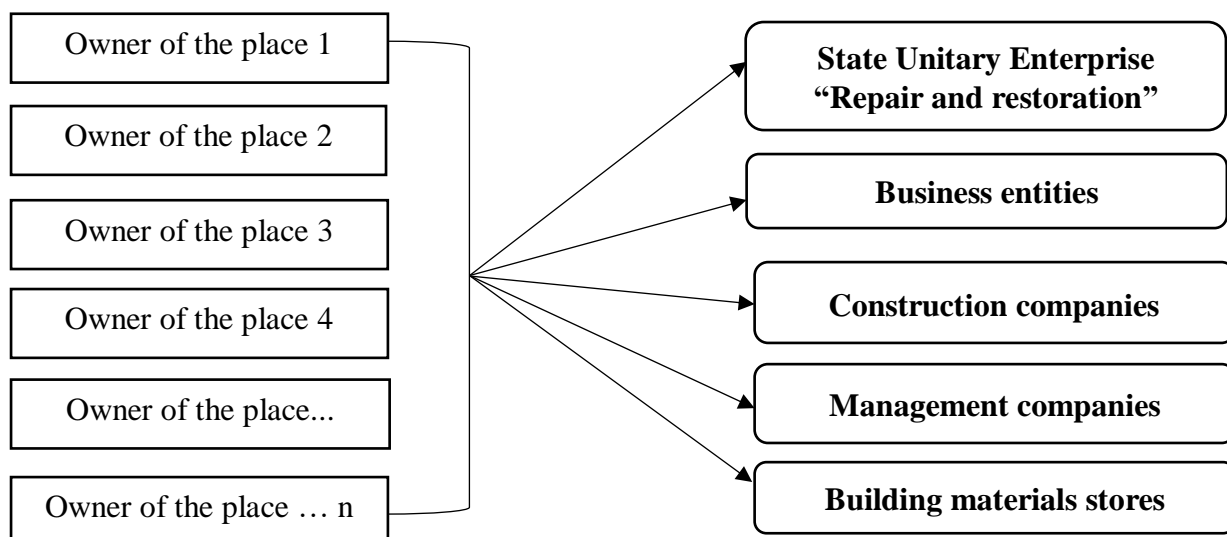 Owner of the place 1
Owner of the place 2
Owner of the place 3
Owner of the place 4
Owner of the place...
Owner of the place … n
State Unitary Enterprise
“Repair and restoration”
Business entities
Construction companies
Management companies
Building materials stores